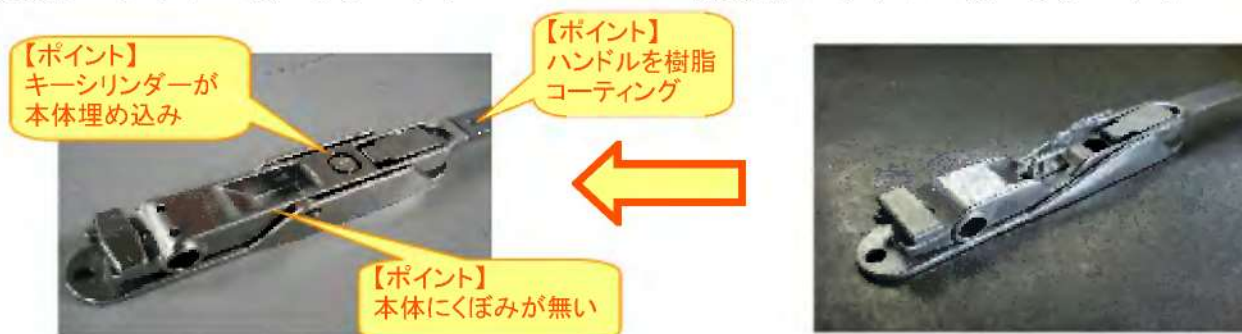 【ポイント】
キーシリンダーが
本体埋め込み
【ポイント】
ハンドルを樹脂
コーティング
【ポイント】
本体にくぼみが無い